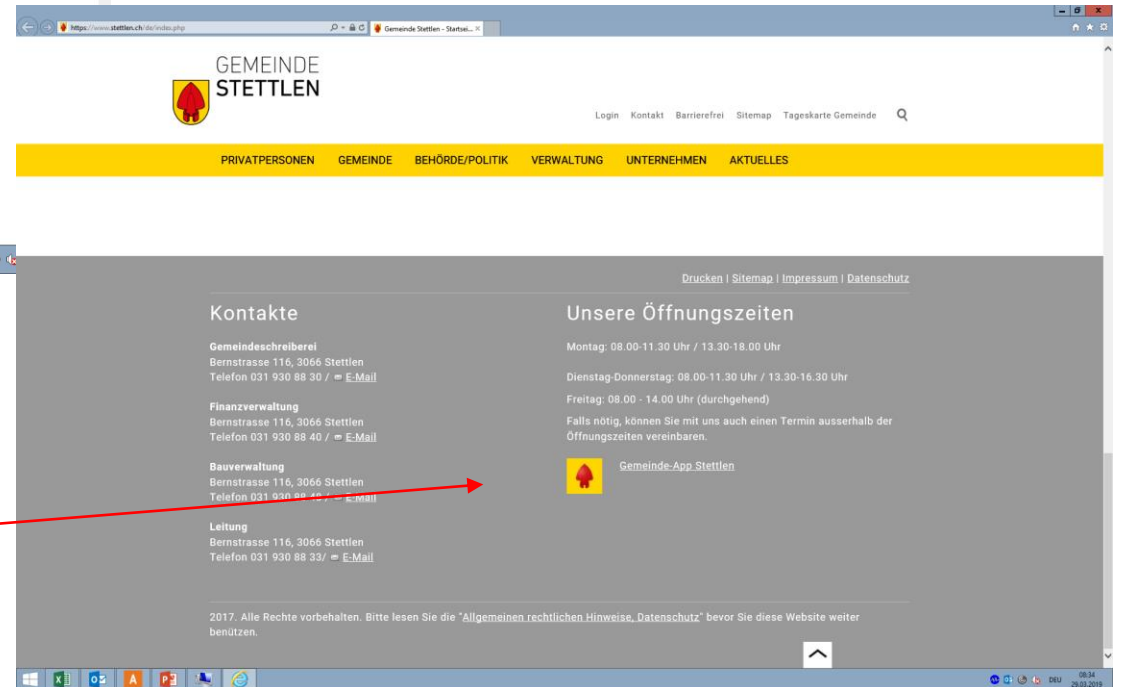 https://www.stettlen.ch/de/index.php
Gemeinde Stettlen - Startsei...
GEMEINDE
STETTLEN
Login Kontakt Barrierefrei Sitemap Tageskarte Gemeinde
PRIVATPERSONEN GEMEINDE BEHÖRDE/POLITIK VERWALTUNG UNTERNEHMEN AKTUELLES
Drucken | Sitemap | Impressum | Datenschutz
Kontakte
Gemeindeschreiberei
Bernstrasse 116, 3066 Stettlen
Telefon 031 930 88 30 / E-Mail
Finanzverwaltung
Bernstrasse 116, 3066 Stettlen
Telefon 031 930 88 40 / E-Mail
Bauverwaltung
Bernstrasse 116, 3066 Stettlen
Telefon 031 930 88 / E-Mail
Leitung
Bernstrasse 116, 3066 Stettlen
Telefon 031 930 88 33/ E-Mail
Unsere Öffnungszeiten
Montag: 08.00-11.30 Uhr / 13.30-18.00 Uhr
Dienstag-Donnerstag: 08.00-11.30 Uhr / 13.30-16.30 Uhr
Freitag: 08.00 - 14.00 Uhr (durchgehend)
Falls nötig, können Sie mit uns auch einen Termin ausserhalb der
Öffnungszeiten vereinbaren.
Gemeinde-App Stettlen
2017. Alle Rechte vorbehalten. Bitte lesen Sie die "Allgemeinen rechtlichen Hinweise, Datenschutz" bevor Sie diese Website weiter
benützen.
DEU 08:34
29.03.2019